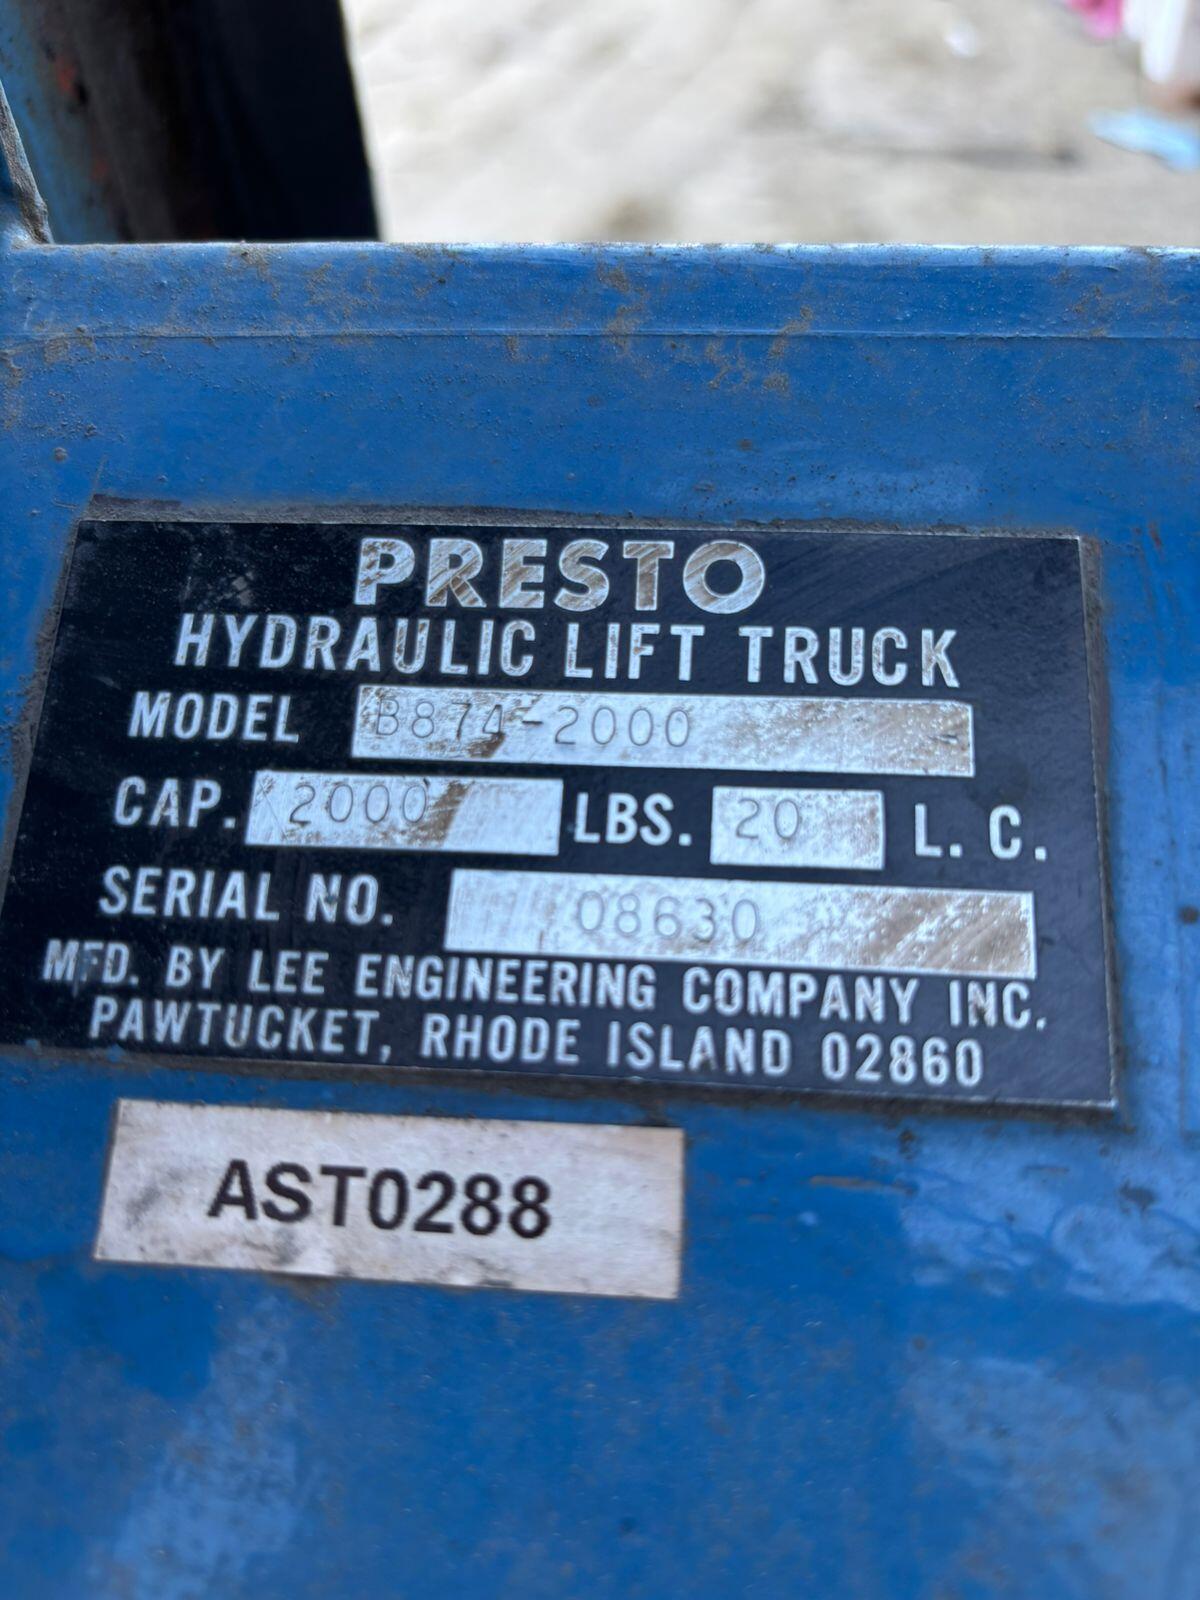 PRESTO
HYDRAULIC LIFT TRUCK
MODEL B874-2000
CAP. 2000 LBS. 20 L. C.
SERIAL NO. 08630
MFD. BY LEE ENGINEERING COMPANY INC.
PAWTUCKET, RHODE ISLAND 02860
AST0288